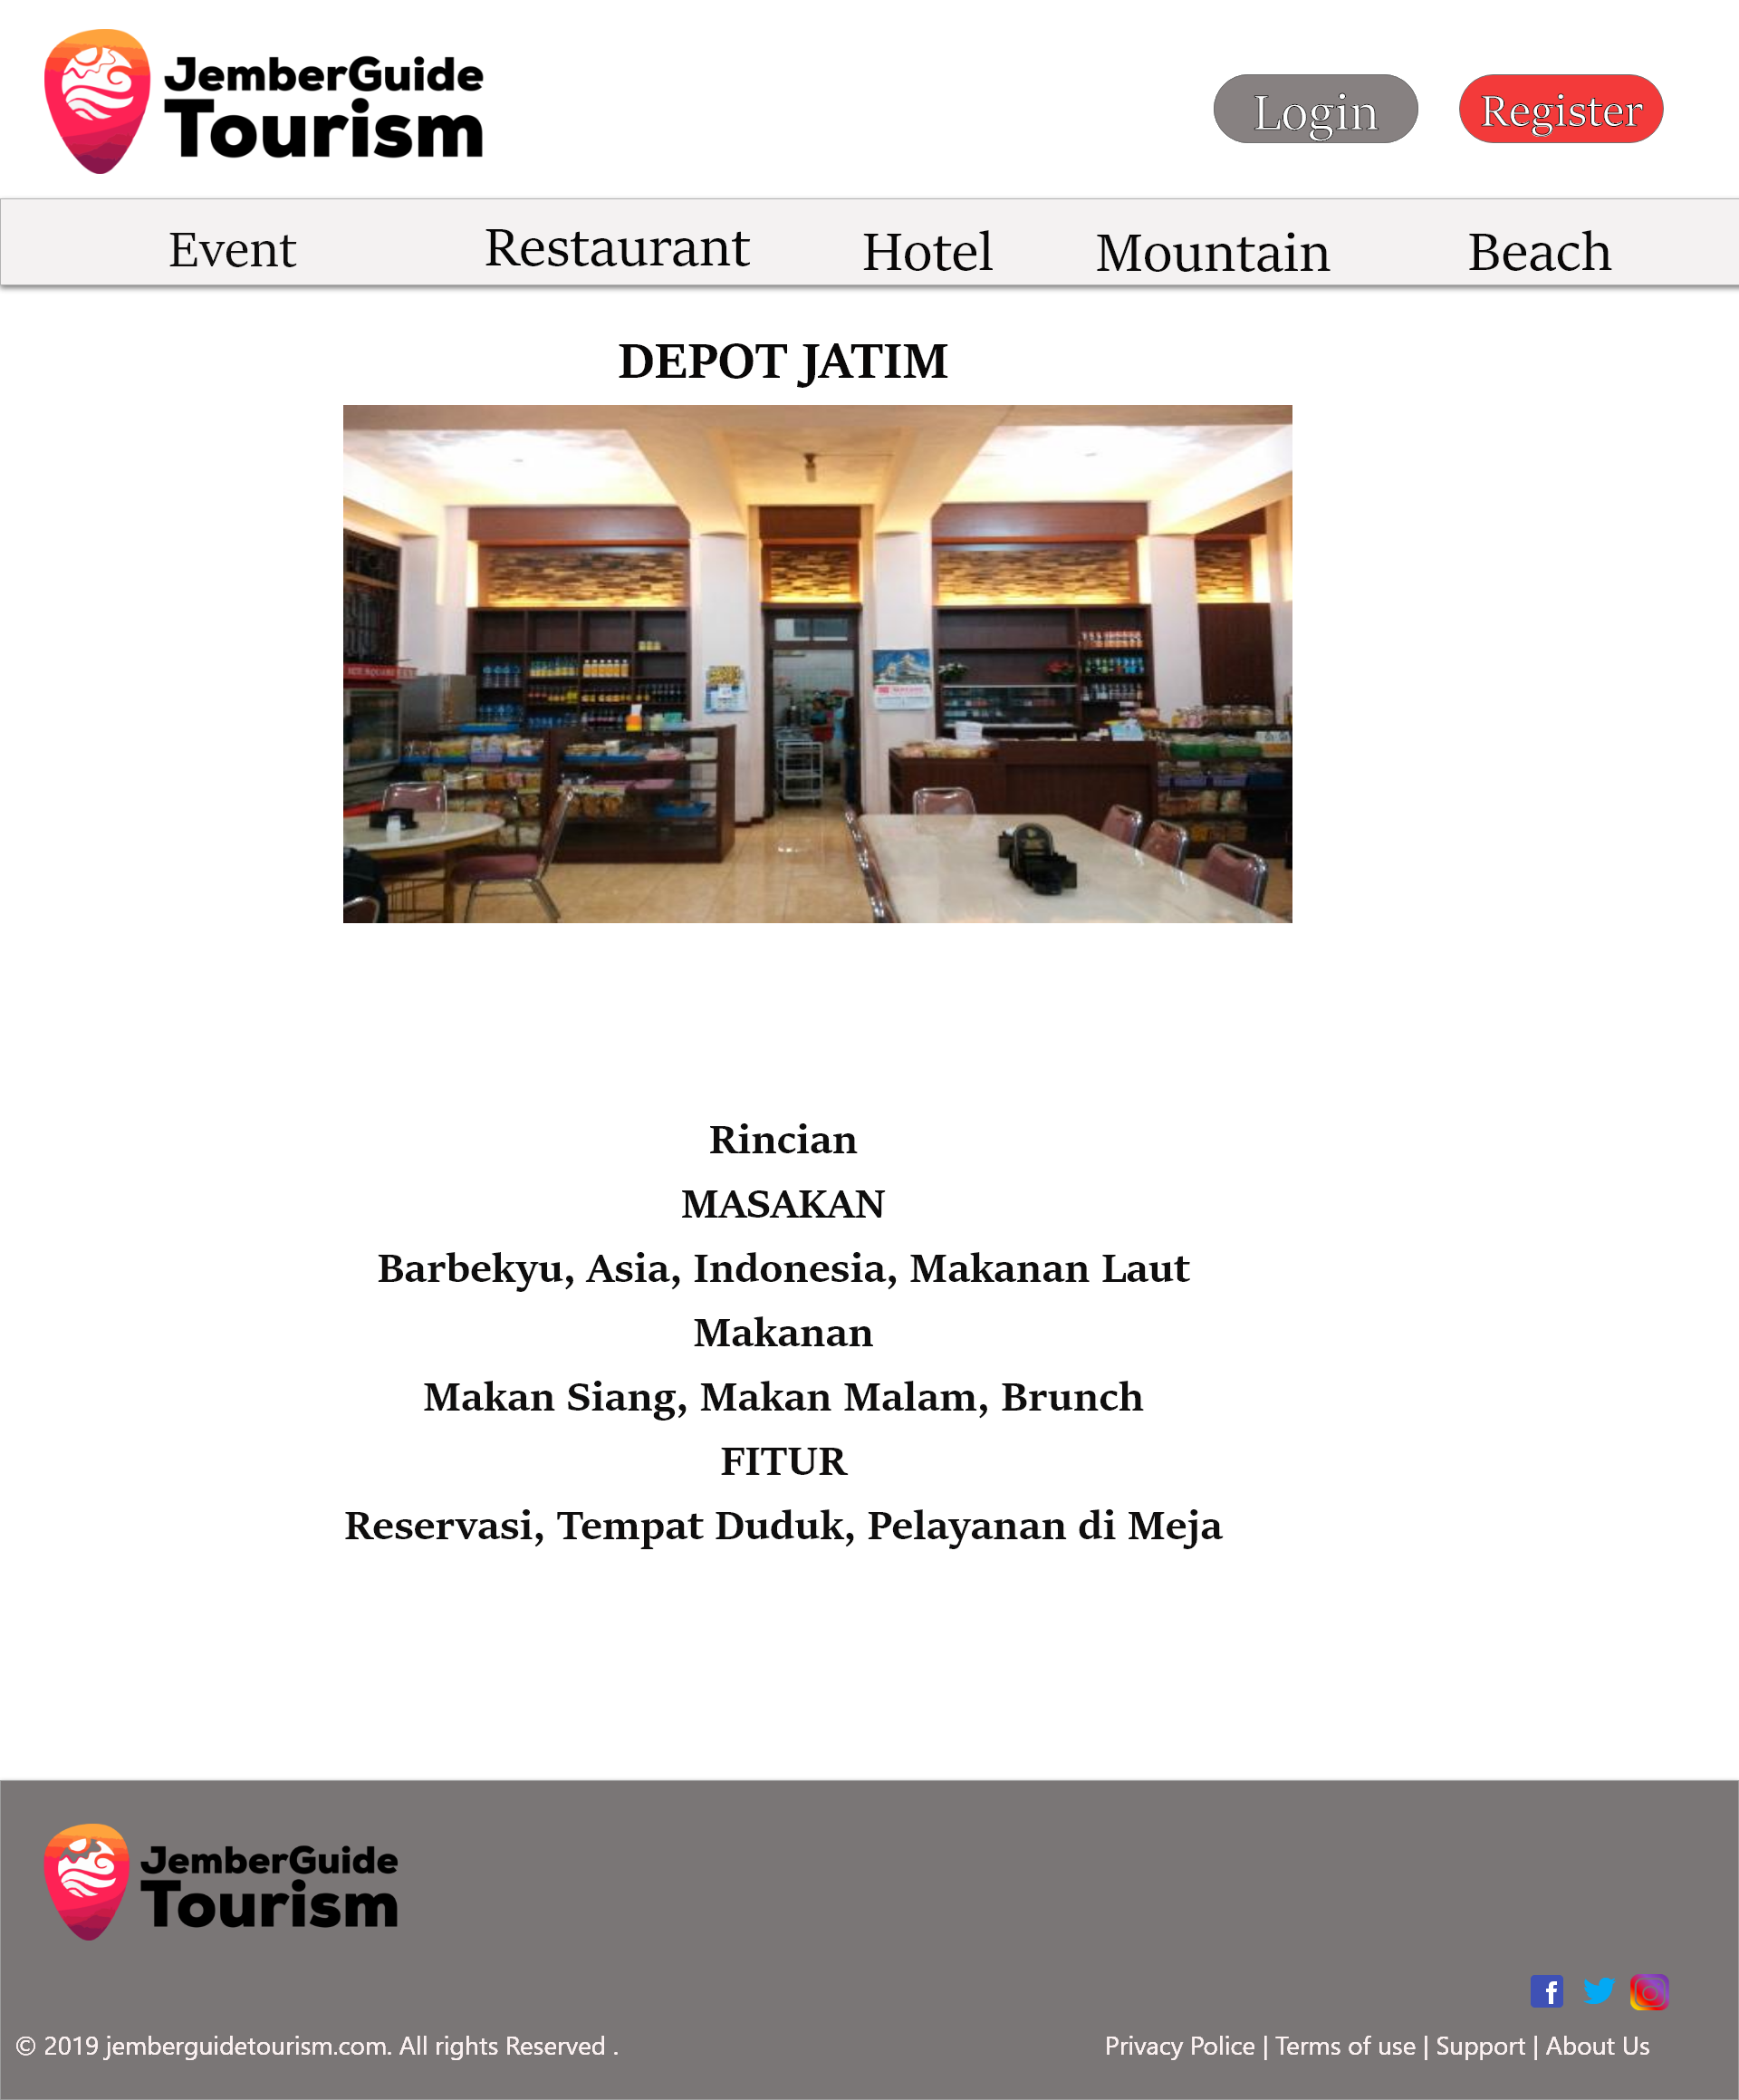 JemberGuide
Tourism
Login
Register
Event
Restaurant
Hotel
Mountain
Beach
DEPOT JATIM
Rincian
MASAKAN
Barbekyu, Asia, Indonesia, Makanan Laut
Makanan
Makan Siang, Makan Malam, Brunch
FITUR
Reservasi, Tempat Duduk, Pelayanan di Meja
JemberGuide
Tourism
© 2019 jemberguidetourism.com. All rights Reserved .
Privacy Police | Terms of use | Support | About Us